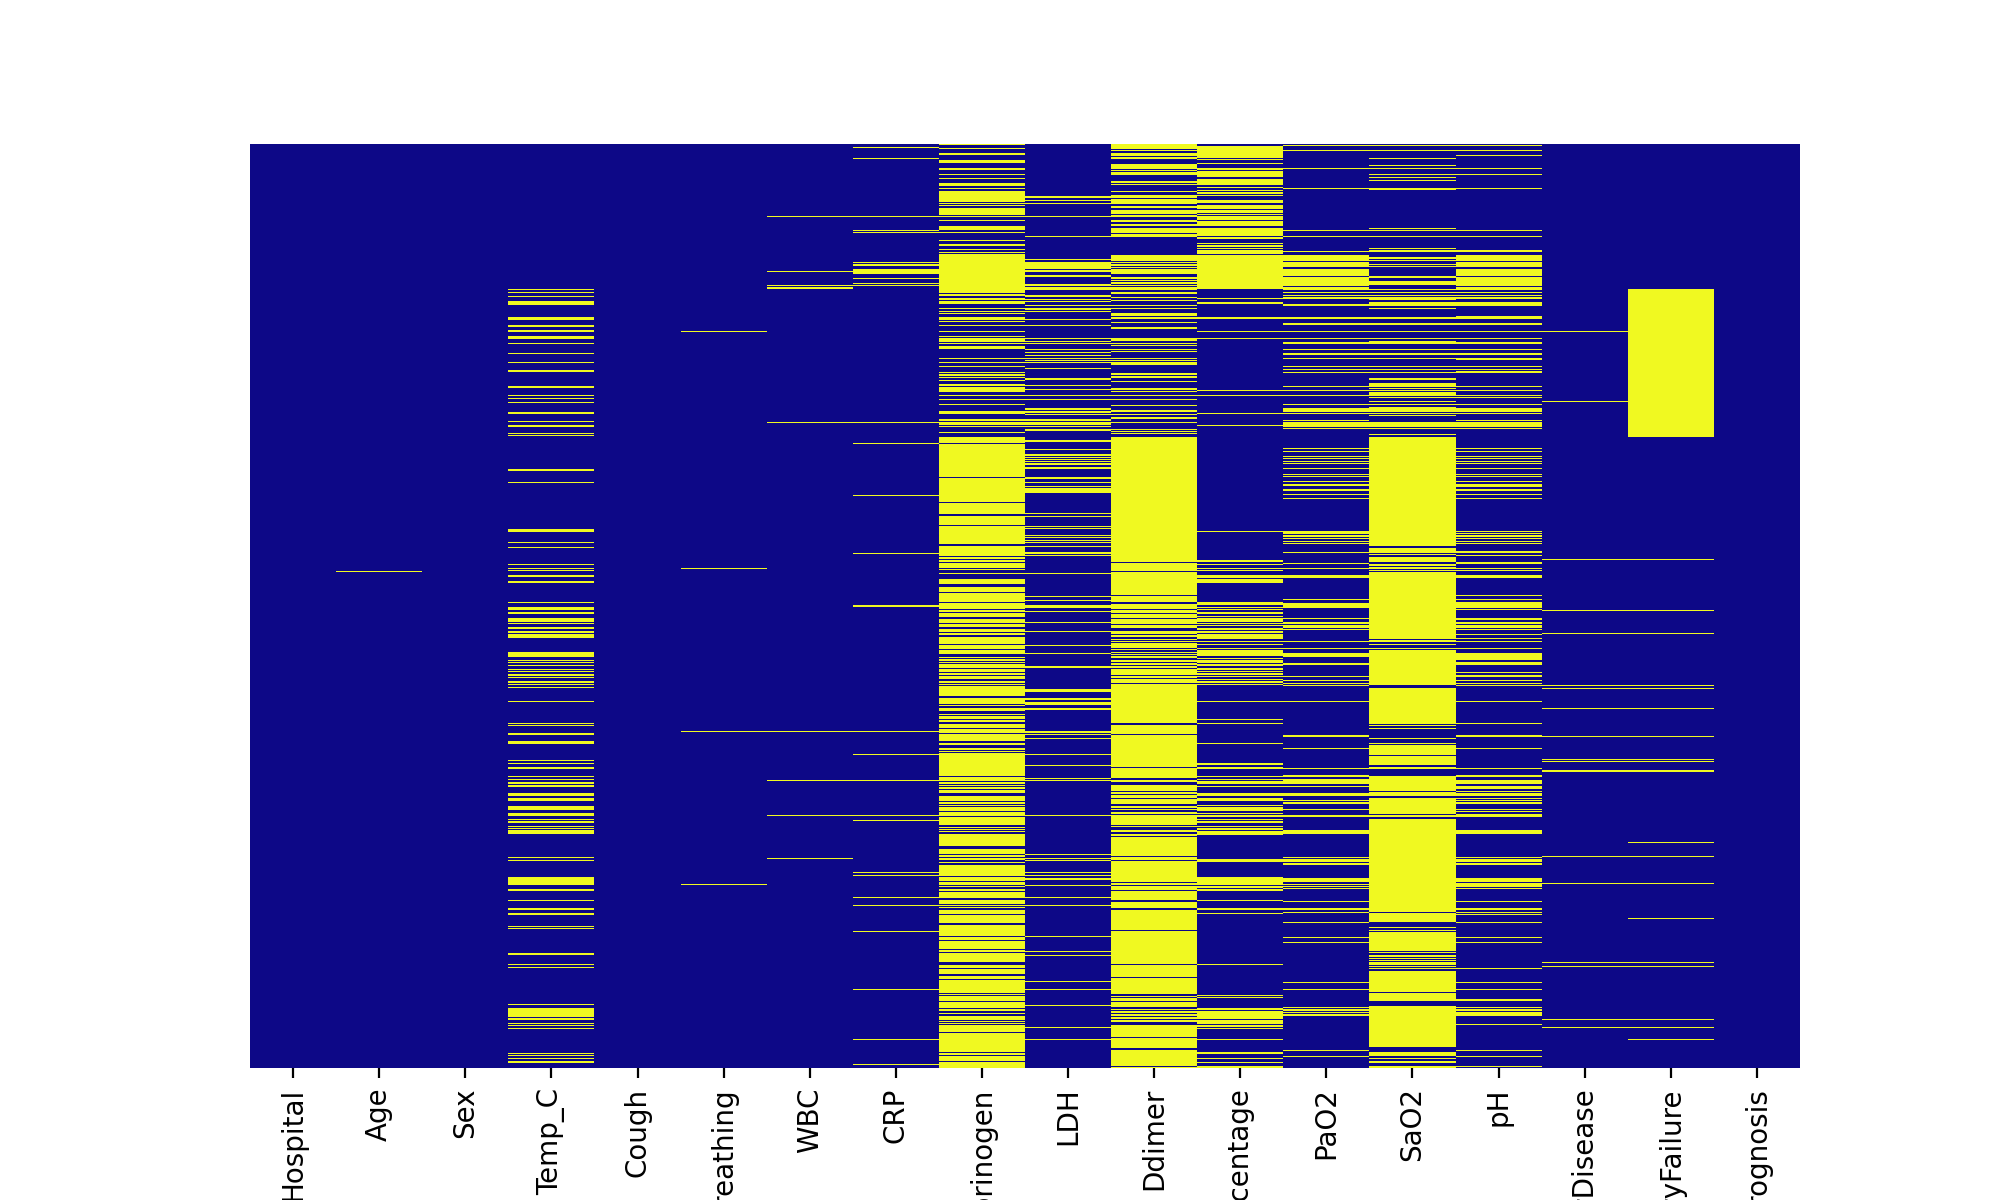 Hospital
Age
Sex
Temp_C
Cough
reathing
WBC
CRP
rinogen
LDH
Ddimer
centage
PaO2
SaO2
pH
Disease
yFailure
rognosis